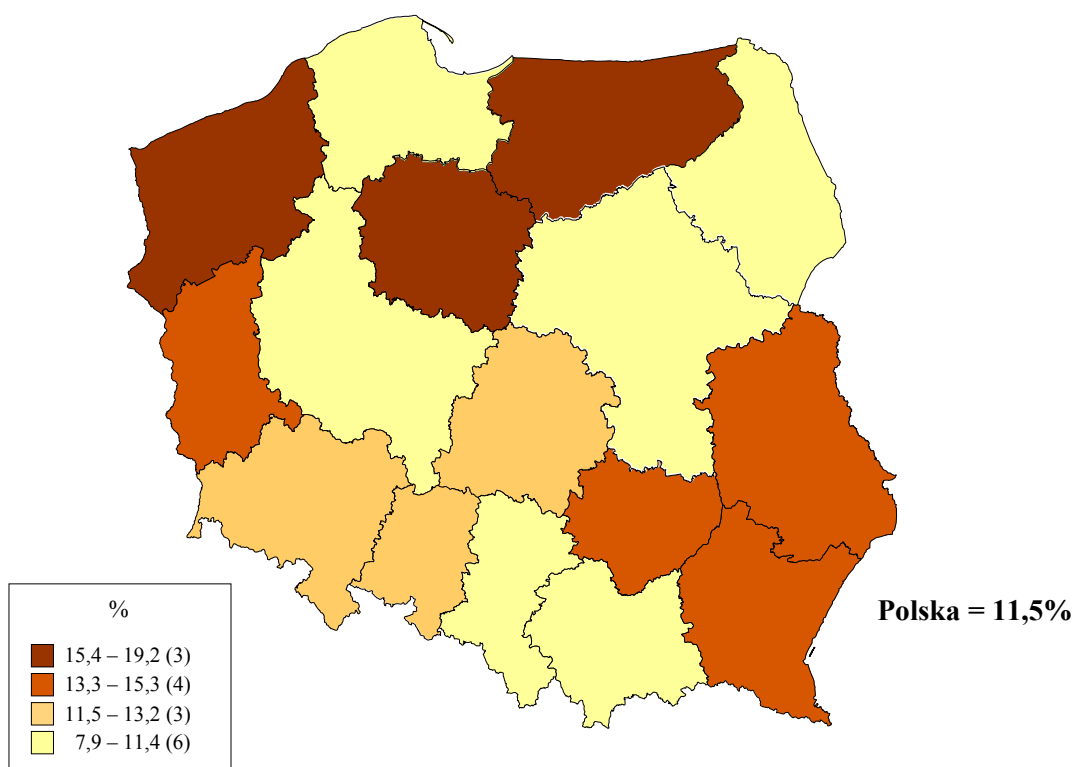 %
15,4 – 19,2 (3)
13,3 – 15,3 (4)
11,5 – 13,2 (3)
7,9 – 11,4 (6)
Polska = 11,5%